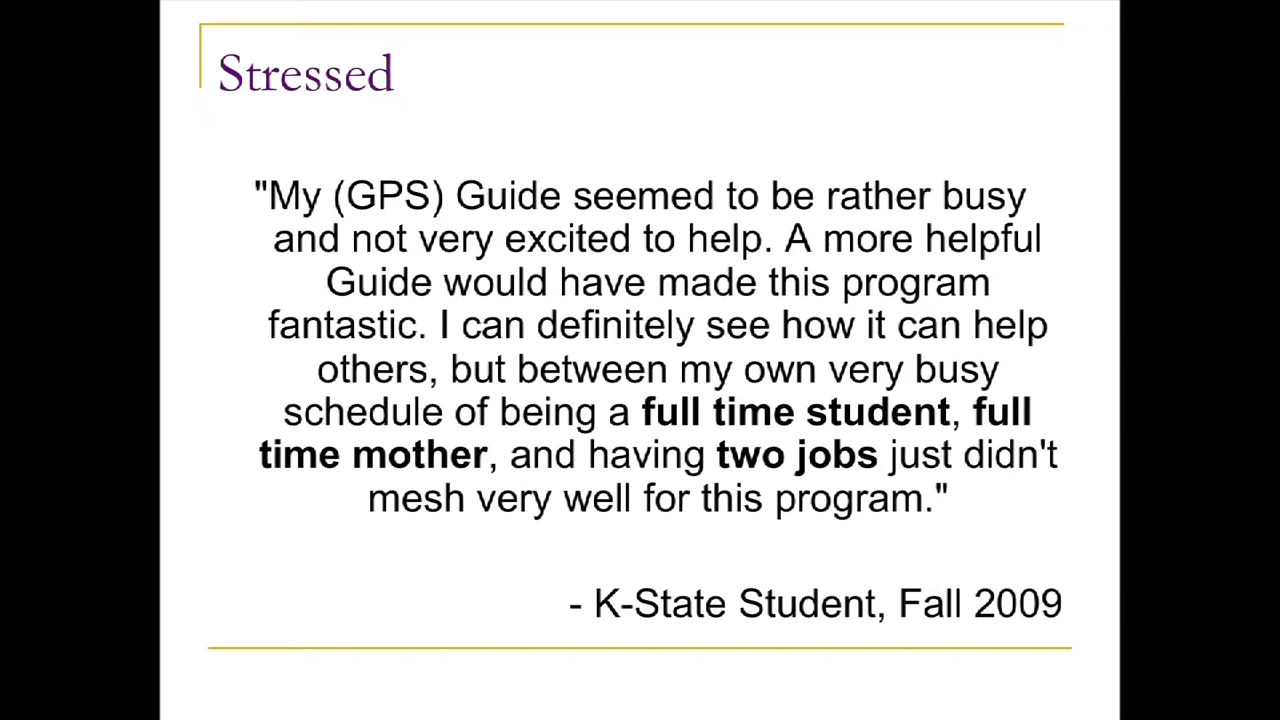 Stressed
"My (GPS) Guide seemed to be rather busy
and not very excited to help. A more helpful
Guide would have made this program
fantastic. I can definitely see how it can help
others, but between my own very busy
schedule of being a full time student, full
time mother, and having two jobs just didn't
mesh very well for this program."
- K-State Student, Fall 2009